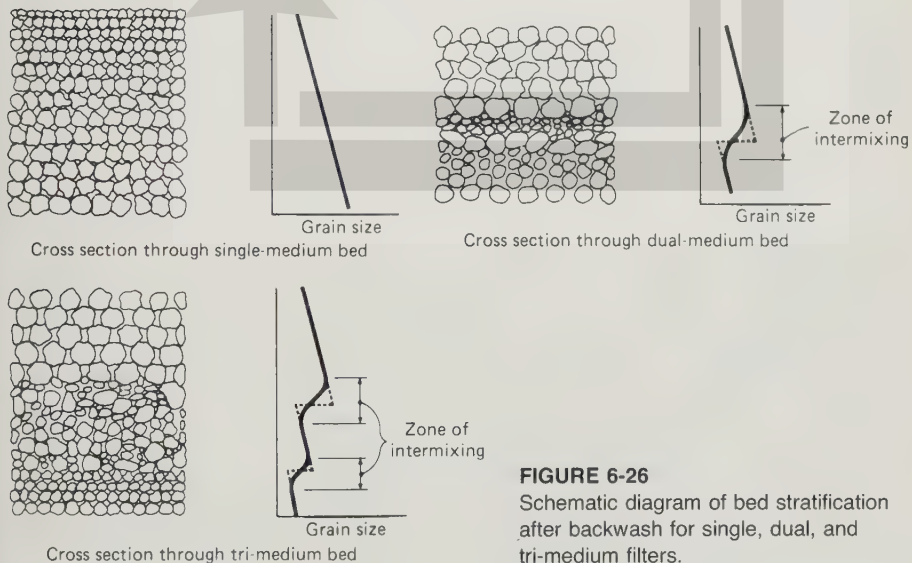 Grain size
Cross section through single-medium bed
Zone of
intermixing
Grain size
Cross section through dual-medium bed
Zone of
intermixing
Grain size
Cross section through tri-medium bed
FIGURE 6-26
Schematic diagram of bed stratification
after backwash for single, dual, and
tri-medium filters.